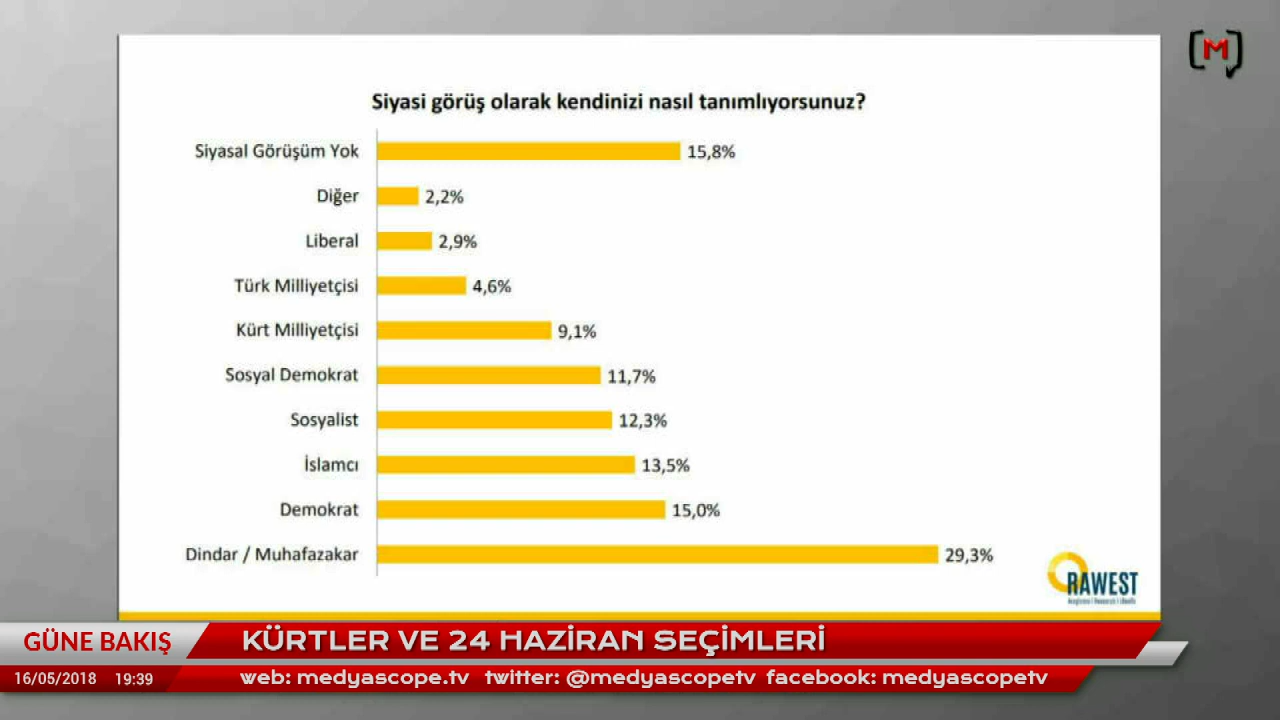 [M]
Siyasi görüş olarak kendinizi nasıl tanımlıyorsunuz?
Siyasal Görüşüm Yok 15,8%
Diğer 2,2%
Liberal 2,9%
Türk Milliyetçisi 4,6%
Kürt Milliyetçisi 9,1%
Sosyal Demokrat 11,7%
Sosyalist 12,3%
İslamcı 13,5%
Demokrat 15,0%
Dindar / Muhafazakar 29,3%
RAWEST
GÜNE BAKIŞ KÜRTLER VE 24 HAZİRAN SEÇİMLERİ
16/05/2018 19:39 web: medyascope.tv twitter: @medyascopetv facebook: medyascopetv